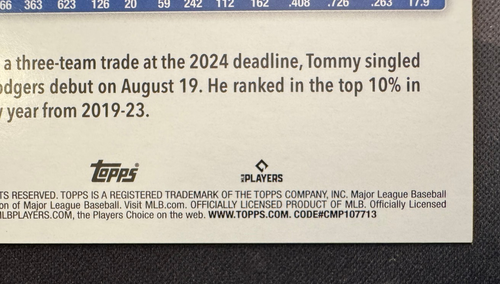 66 363 623 126 20 59 242 112 162 .408 .726 .263 17.9
a three-team trade at the 2024 deadline, Tommy singled
odgers debut on August 19. He ranked in the top 10% in
y year from 2019-23.
topps
PLAYERS
TS RESERVED. TOPPS IS A REGISTERED TRADEMARK OF THE TOPPS COMPANY, INC. Major League Baseball
on of Major League Baseball. Visit MLB.com. OFFICIALLY LICENSED PRODUCT OF MLB. Officially Licensed
MLBPLAYERS.COM, the Players Choice on the web. WWW.TOPPS.COM. CODE#CMP107713